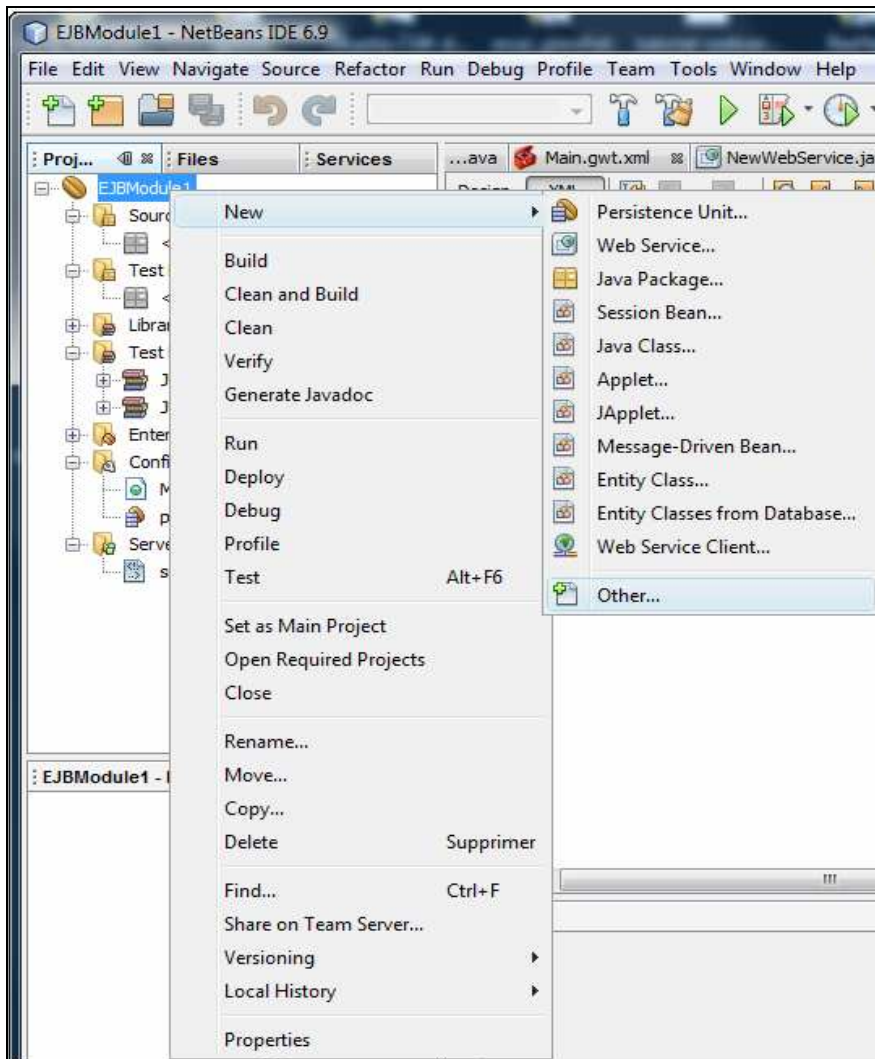 EJBModule1 - NetBeans IDE 6.9
File Edit View Navigate Source Refactor Run Debug Profile Team Tools Window Help
Proj... Files Services
...ava Main.gwt.xml NewWebService.ja
EJBModule1
Sourc
<
Test
<
Librar
Test
J
J
Enter
Confi
M
p
Serve
s
EJBModule1 -
New
Build
Clean and Build
Clean
Verify
Generate Javadoc
Run
Deploy
Debug
Profile
Test Alt+F6
Set as Main Project
Open Required Projects
Close
Rename...
Move...
Copy...
Delete Supprimer
Find... Ctrl+F
Share on Team Server...
Versioning
Local History
Properties
Persistence Unit...
Web Service...
Java Package...
Session Bean...
Java Class...
Applet...
JApplet...
Message-Driven Bean...
Entity Class...
Entity Classes from Database...
Web Service Client...
Other...